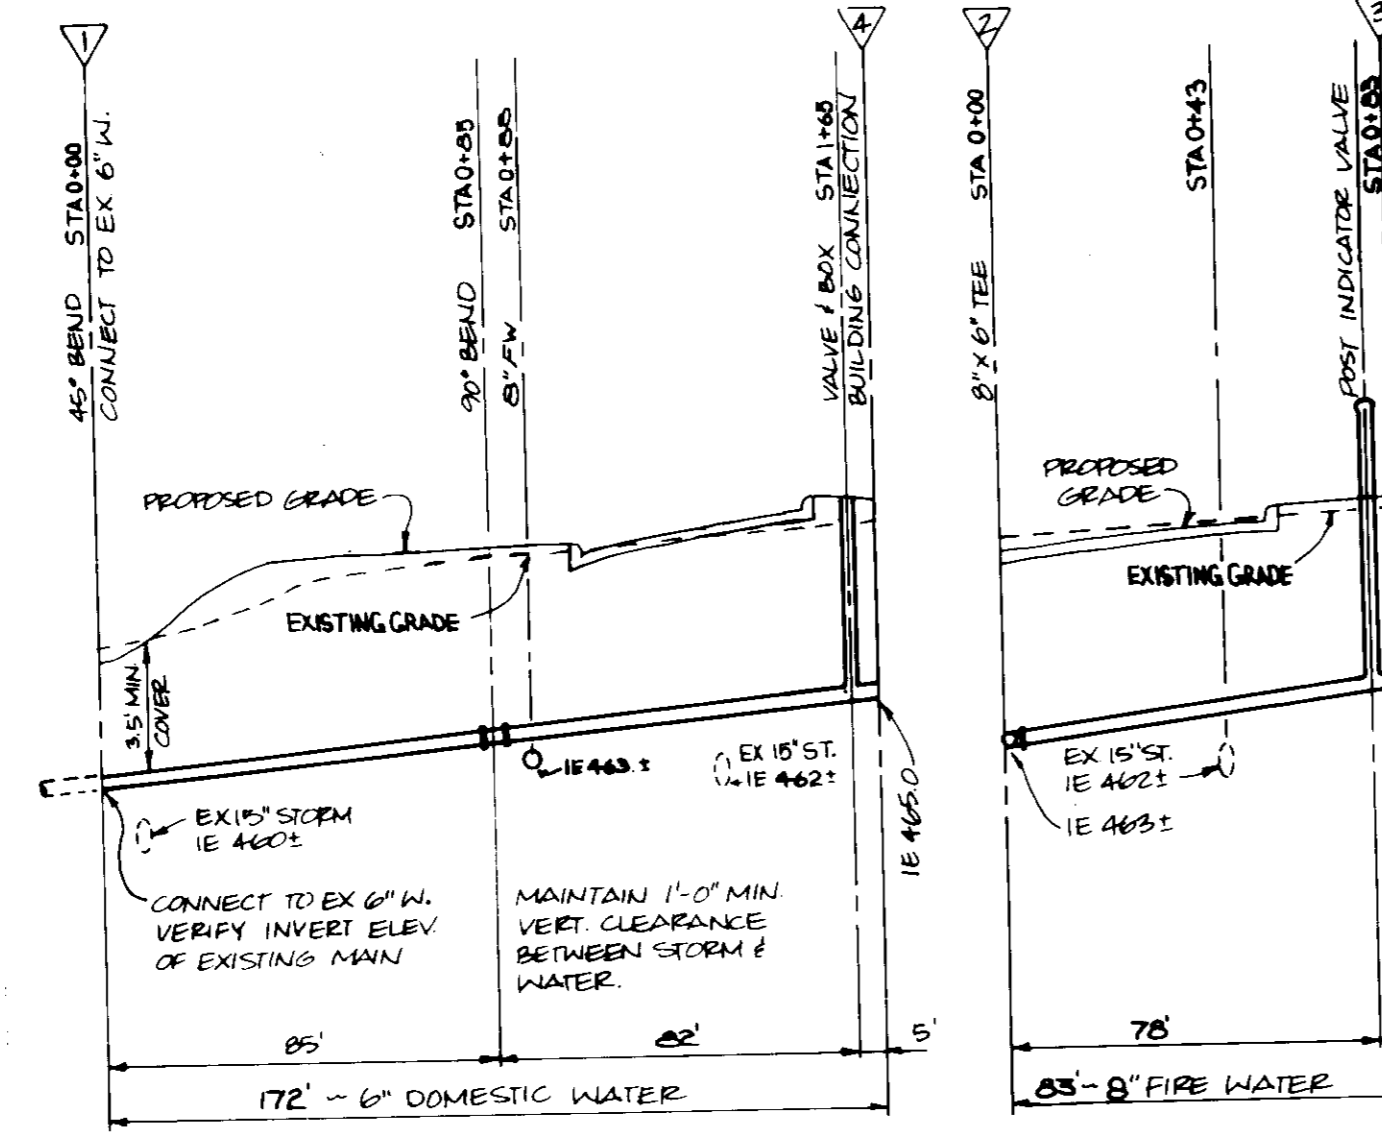 1
4
2
3
45° BEND STA 0+00
CONNECT TO EX. 6" W.
90° BEND STA 0+85
8" FW
VALVE & BOX STA 1+65
BUILDING CONNECTION
8" X 6" TEE STA 0+00
STA 0+43
POST INDICATOR VALVE
STA 0+83
PROPOSED GRADE
EXISTING GRADE
3.5' MIN.
COVER
IE 463.±
EX 15" ST.
IE 462±
IE 465.0
EX 15" STORM
IE 460±
CONNECT TO EX 6" W.
VERIFY INVERT ELEV.
OF EXISTING MAIN
MAINTAIN 1'-0" MIN.
VERT. CLEARANCE
BETWEEN STORM &
WATER.
85'
82'
5'
172' ~ 6" DOMESTIC WATER
PROPOSED
GRADE
EXISTING GRADE
EX 15" ST.
IE 462±
IE 463±
78'
83' ~ 8" FIRE WATER